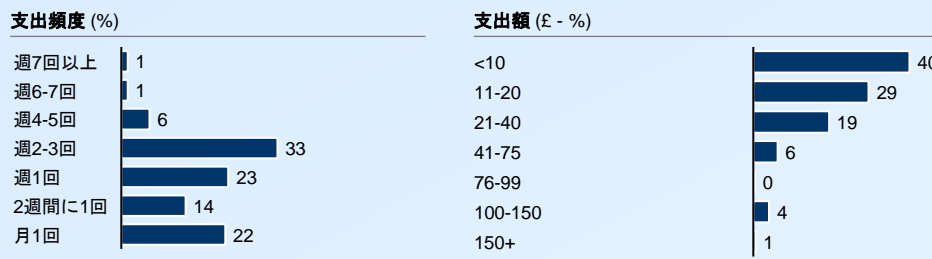 支出頻度 (%)
週7回以上 1
週6-7回 1
週4-5回 6
週2-3回 33
週1回 23
2週間に1回 14
月1回 22
支出額 (£ - %)
<10 40
11-20 29
21-40 19
41-75 6
76-99 0
100-150 4
150+ 1